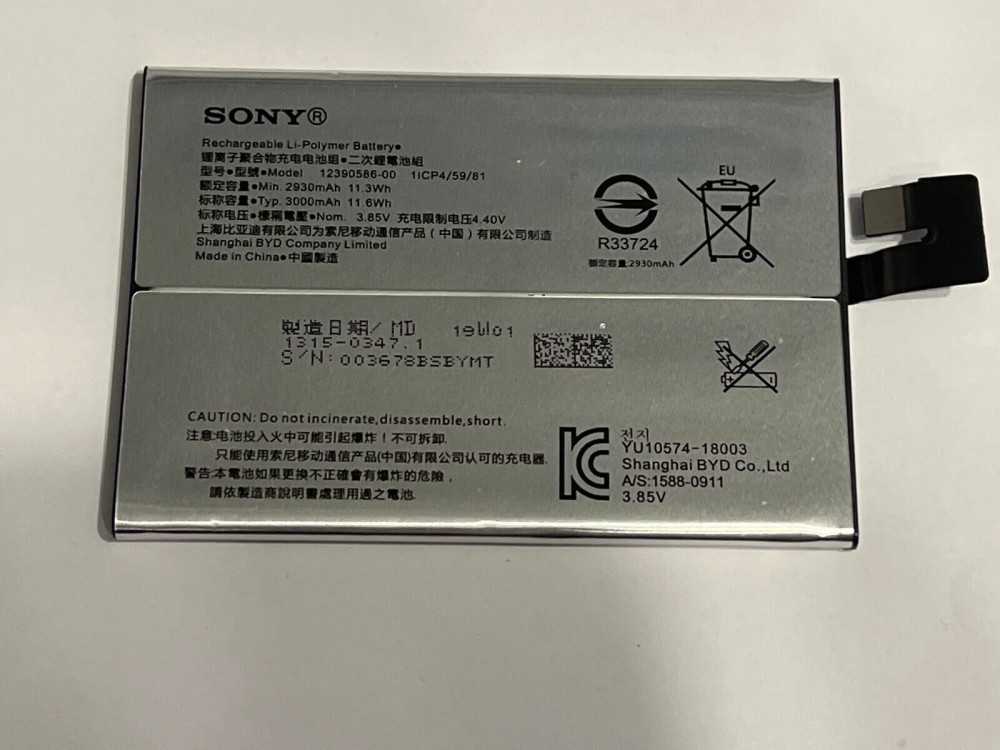 SONY®
Rechargeable Li-Polymer Battery●
锂离子聚合物充电电池组●二次鋰電池組
型号●型號●Model 12390586-00 1ICP4/59/81
额定容量●Min. 2930mAh 11.3Wh
标称容量●Typ. 3000mAh 11.6Wh
标称电压●標稱電壓●Nom. 3.85V 充电限制电压4.40V
上海比亚迪有限公司为索尼移动通信产品（中国）有限公司制造
Shanghai BYD Company Limited
Made in China●中國製造
R33724
額定容量:2930mAh
EU
製造日期/ MD 19W01
1315-0347.1
S/N:003678BSBYMT
CAUTION: Do not incinerate,disassemble,short.
注意:电池投入火中可能引起爆炸！不可拆卸.
只能使用索尼移动通信产品(中国)有限公司认可的充电器.
警告:本電池如果更換不正確會有爆炸的危險，
請依製造商說明書處理用過之電池.
전지
YU10574-18003
Shanghai BYD Co.,Ltd
A/S:1588-0911
3.85V